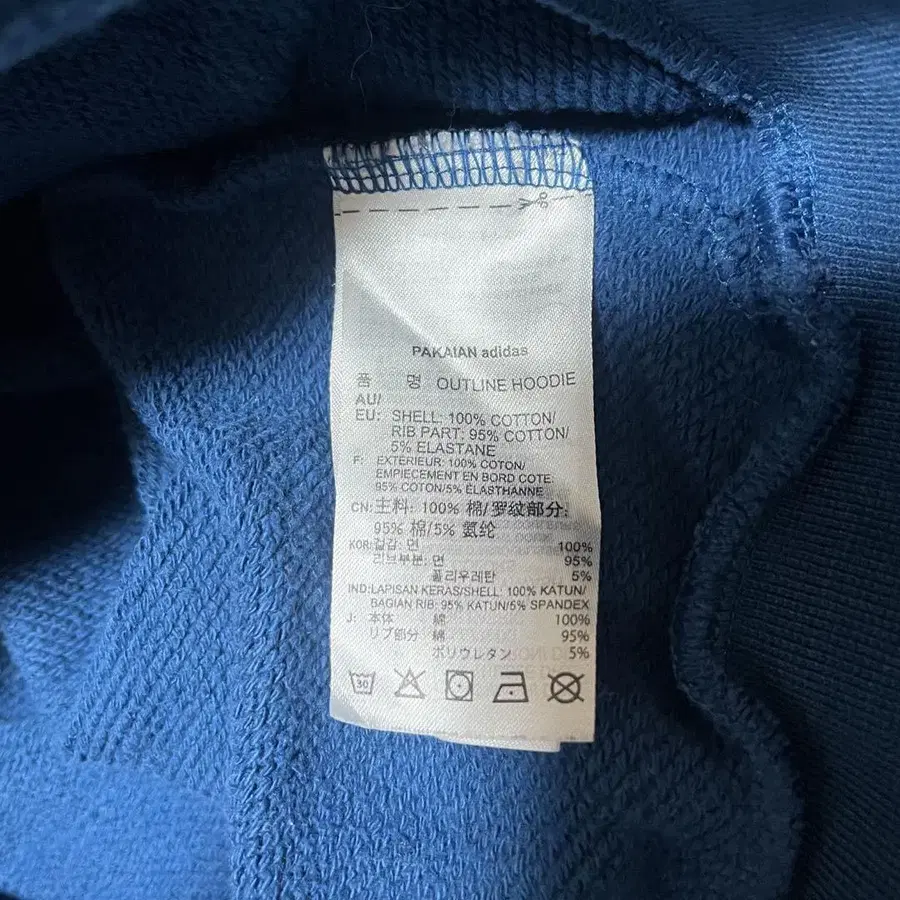 PAKAIAN adidas
품 명 OUTLINE HOODIE
AU/
EU: SHELL: 100% COTTON/
RIB PART: 95% COTTON/
5% ELASTANE
F: EXTÉRIEUR: 100% COTON/
EMPIECEMENT EN BORD COTE:
95% COTON/5% ÉLASTHANNE
CN: 主料: 100% 棉/罗纹部分:
95% 棉/5% 氨纶
KOR: 겉감: 면 100%
리브부분: 면 95%
폴리우레탄 5%
IND: LAPISAN KERAS/SHELL: 100% KATUN/
BAGIAN RIB: 95% KATUN/5% SPANDEX
J: 本体 綿 100%
リブ部分 綿 95%
ポリウレタン 5%
30